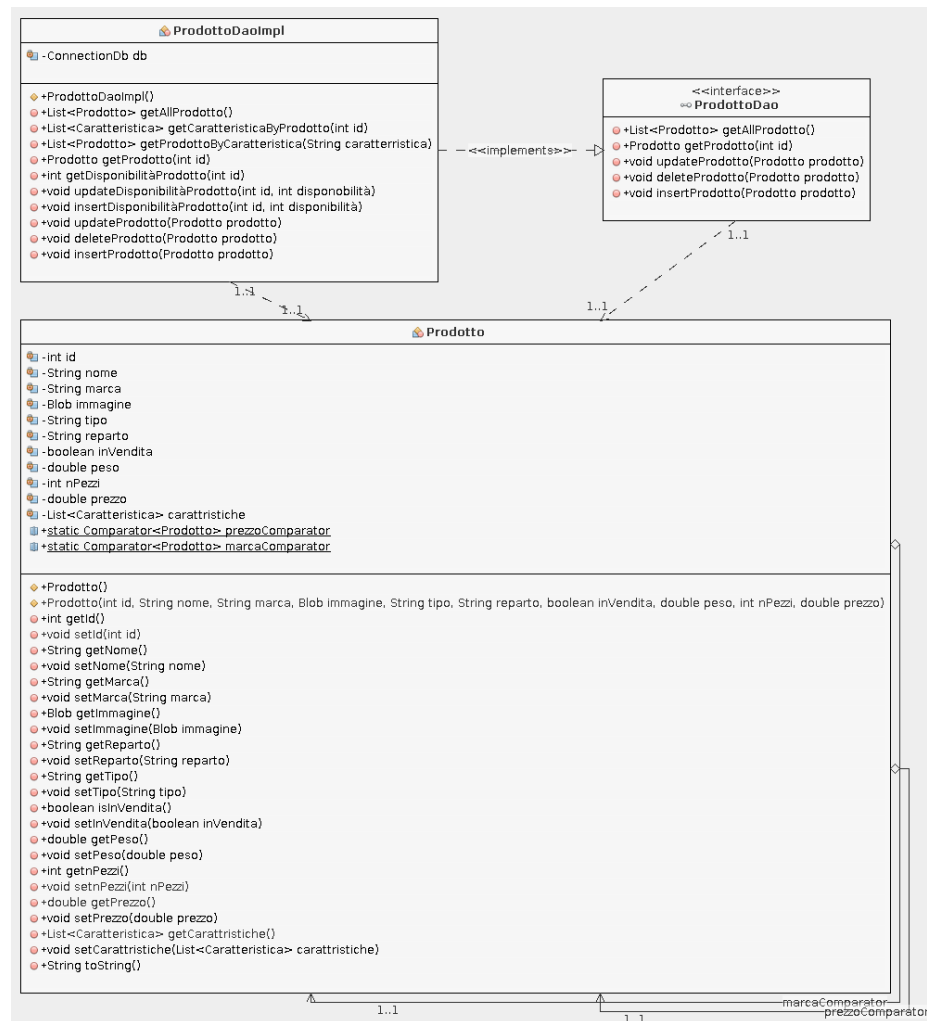 ProdottoDaoImpl
-ConnectionDb db
+ProdottoDaoImpl()
+List<Prodotto> getAllProdotto()
+List<Caratteristica> getCaratteristicaByProdotto(int id)
+List<Prodotto> getProdottoByCaratteristica(String caratterristica)
+Prodotto getProdotto(int id)
+int getDisponibilitàProdotto(int id)
+void updateDisponibilitàProdotto(int id, int disponobilità)
+void insertDisponibilitàProdotto(int id, int disponibilità)
+void updateProdotto(Prodotto prodotto)
+void deleteProdotto(Prodotto prodotto)
+void insertProdotto(Prodotto prodotto)
<<implements>>
<<interface>>
ProdottoDao
+List<Prodotto> getAllProdotto()
+Prodotto getProdotto(int id)
+void updateProdotto(Prodotto prodotto)
+void deleteProdotto(Prodotto prodotto)
+void insertProdotto(Prodotto prodotto)
1..1
1..1
1..1
1..1
Prodotto
-int id
-String nome
-String marca
-Blob immagine
-String tipo
-String reparto
-boolean inVendita
-double peso
-int nPezzi
-double prezzo
-List<Caratteristica> carattristiche
+static Comparator<Prodotto> prezzoComparator
+static Comparator<Prodotto> marcaComparator
+Prodotto()
+Prodotto(int id, String nome, String marca, Blob immagine, String tipo, String reparto, boolean inVendita, double peso, int nPezzi, double prezzo)
+int getId()
+void setId(int id)
+String getNome()
+void setNome(String nome)
+String getMarca()
+void setMarca(String marca)
+Blob getImmagine()
+void setImmagine(Blob immagine)
+String getReparto()
+void setReparto(String reparto)
+String getTipo()
+void setTipo(String tipo)
+boolean isInVendita()
+void setInVendita(boolean inVendita)
+double getPeso()
+void setPeso(double peso)
+int getnPezzi()
+void setnPezzi(int nPezzi)
+double getPrezzo()
+void setPrezzo(double prezzo)
+List<Caratteristica> getCarattristiche()
+void setCarattristiche(List<Caratteristica> carattristiche)
+String toString()
marcaComparator
1..1
prezzoComparator
1..1